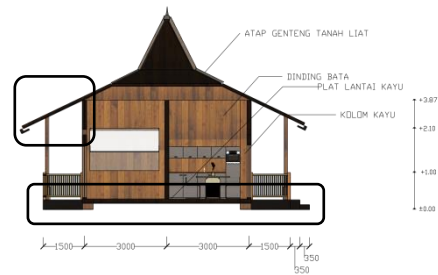 ATAP GENTENG TANAH LIAT
DINDING BATA
PLAT LANTAI KAYU
KOLOM KAYU
+3.87
+2.10
+1.00
±0.00
1500
3000
3000
1500
350
350